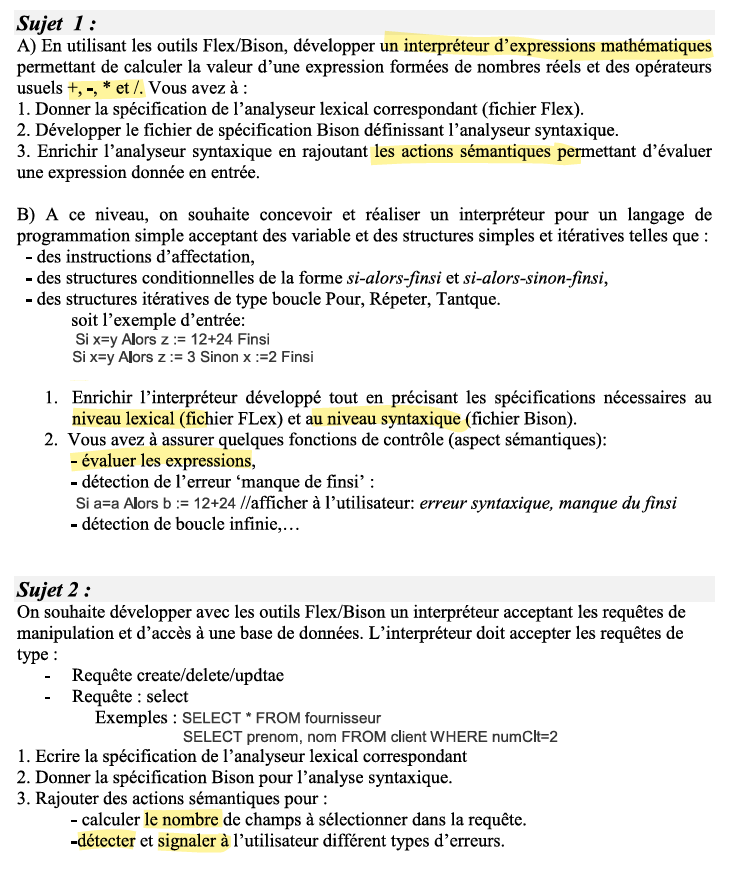 Sujet 1 :
A) En utilisant les outils Flex/Bison, développer un interpréteur d'expressions mathématiques
permettant de calculer la valeur d'une expression formées de nombres réels et des opérateurs
usuels +, -, * et /. Vous avez à :
1. Donner la spécification de l'analyseur lexical correspondant (fichier Flex).
2. Développer le fichier de spécification Bison définissant l'analyseur syntaxique.
3. Enrichir l'analyseur syntaxique en rajoutant les actions sémantiques permettant d'évaluer
une expression donnée en entrée.
B) A ce niveau, on souhaite concevoir et réaliser un interpréteur pour un langage de
programmation simple acceptant des variable et des structures simples et itératives telles que :
- des instructions d'affectation,
- des structures conditionnelles de la forme si-alors-finsi et si-alors-sinon-finsi,
- des structures itératives de type boucle Pour, Répeter, Tantque.
soit l'exemple d'entrée:
Si x=y Alors z := 12+24 Finsi
Si x=y Alors z := 3 Sinon x :=2 Finsi
1. Enrichir l'interpréteur développé tout en précisant les spécifications nécessaires au
niveau lexical (fichier FLex) et au niveau syntaxique (fichier Bison).
2. Vous avez à assurer quelques fonctions de contrôle (aspect sémantiques):
- évaluer les expressions,
- détection de l'erreur 'manque de finsi' :
Si a=a Alors b := 12+24 //afficher à l'utilisateur: erreur syntaxique, manque du finsi
- détection de boucle infinie,…
Sujet 2 :
On souhaite développer avec les outils Flex/Bison un interpréteur acceptant les requêtes de
manipulation et d'accès à une base de données. L'interpréteur doit accepter les requêtes de
type :
- Requête create/delete/updtae
- Requête : select
Exemples : SELECT * FROM fournisseur
SELECT prenom, nom FROM client WHERE numClt=2
1. Ecrire la spécification de l'analyseur lexical correspondant
2. Donner la spécification Bison pour l'analyse syntaxique.
3. Rajouter des actions sémantiques pour :
- calculer le nombre de champs à sélectionner dans la requête.
-détecter et signaler à l'utilisateur différent types d'erreurs.